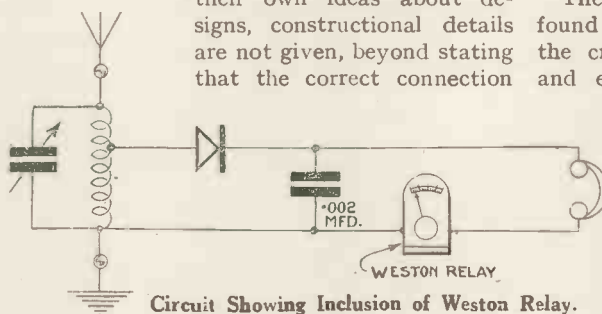 their own ideas about de-
signs, constructional details
are not given, beyond stating
that the correct connection
found
the cr
and e
·002
MFD.
WESTON RELAY
Circuit Showing Inclusion of Weston Relay.